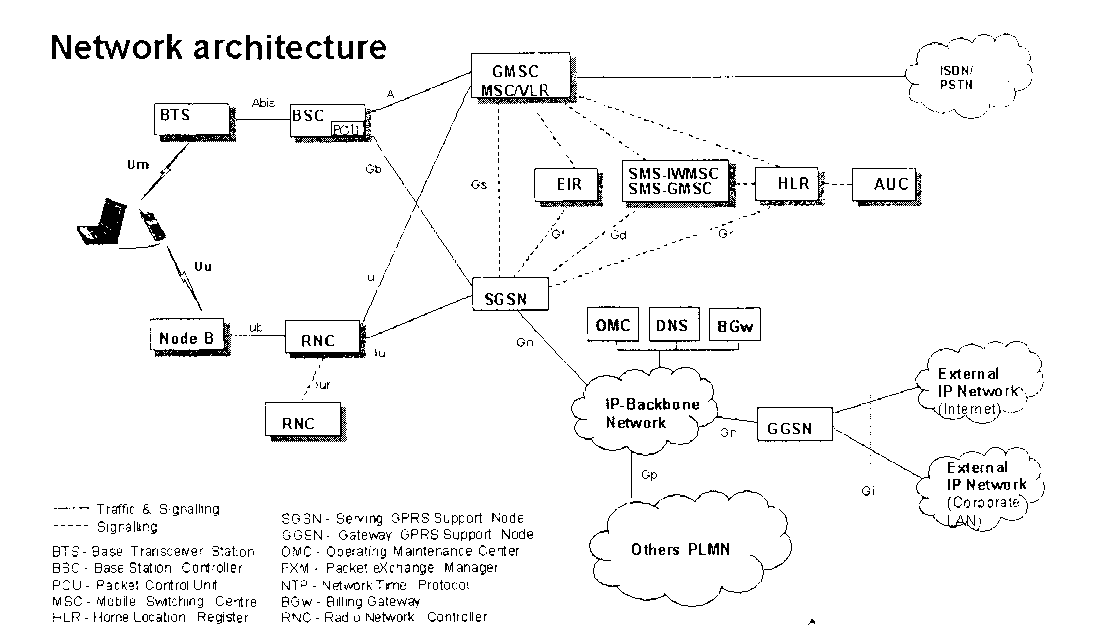 Network architecture
GMSC
MSC/VLR
ISDN/
PSTN
BTS
Abis
BSC
A
Um
Gb
Gs
EIR
SMS-IWMSC
SMS-GMSC
HLR
AUC
Gd
Uu
u
SGSN
Node B
ub
RNC
Iu
Gn
OMC
DNS
BGw
ur
RNC
IP-Backbone
Network
GGSN
External
IP Network
(Internet)
Gp
Gi
External
IP Network
(Corporate
LAN)
Others PLMN
Traffic & Signalling
Signalling
BTS - Base Transceiver Station
BSC - Base Station Controller
PCU - Packet Control Unit
MSC - Mobile Switching Centre
HLR - Home Location Register
SGSN - Serving GPRS Support Node
GGSN - Gateway GPRS Support Node
OMC - Operating Maintenance Center
PXM - Packet eXchange Manager
NTP - Network Time Protocol
BGw - Billing Gateway
RNC - Radio Network Controller